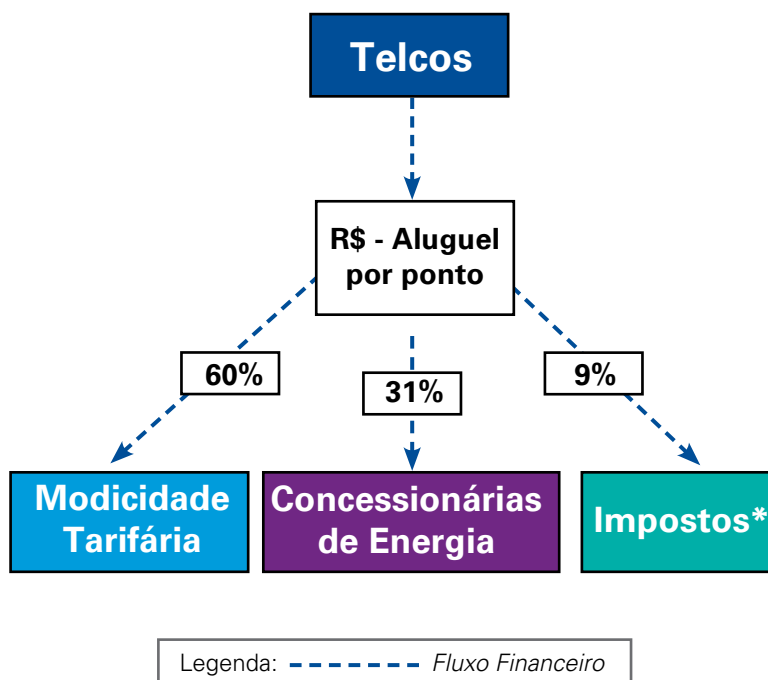 Telcos
R$ - Aluguel
por ponto
60%
31%
9%
Modicidade
Tarifária
Concessionárias
de Energia
Impostos*
Legenda: Fluxo Financeiro